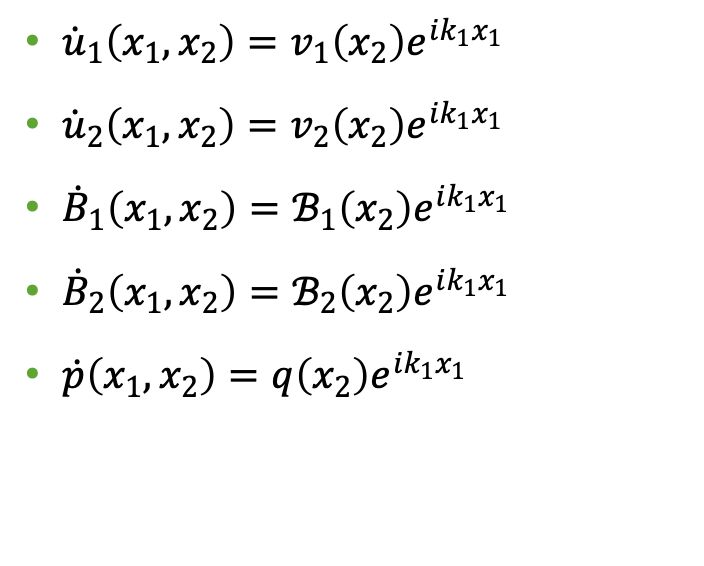 • u̇₁(x₁, x₂) = v₁(x₂)e^{ik₁x₁}
• u̇₂(x₁, x₂) = v₂(x₂)e^{ik₁x₁}
• Ḃ₁(x₁, x₂) = ℬ₁(x₂)e^{ik₁x₁}
• Ḃ₂(x₁, x₂) = ℬ₂(x₂)e^{ik₁x₁}
• ṗ(x₁, x₂) = q(x₂)e^{ik₁x₁}